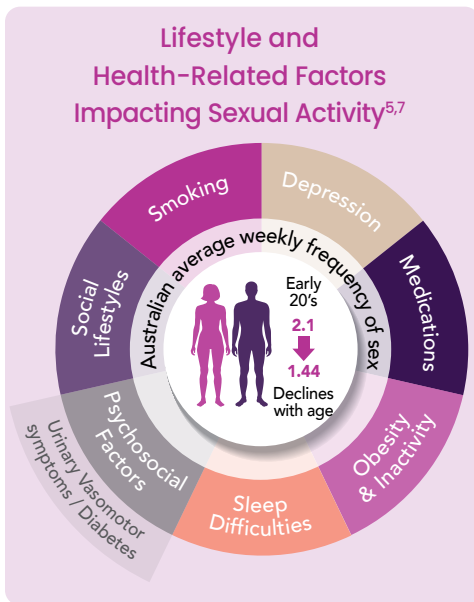 Lifestyle and
Health-Related Factors
Impacting Sexual Activity5,7
Smoking
Depression
Medications
Obesity
& Inactivity
Sleep
Difficulties
Psychosocial
Factors
Urinary Vasomotor
symptoms / Diabetes
Social
Lifestyles
Australian average weekly frequency of sex
Early
20's
2.1
1.44
Declines
with age